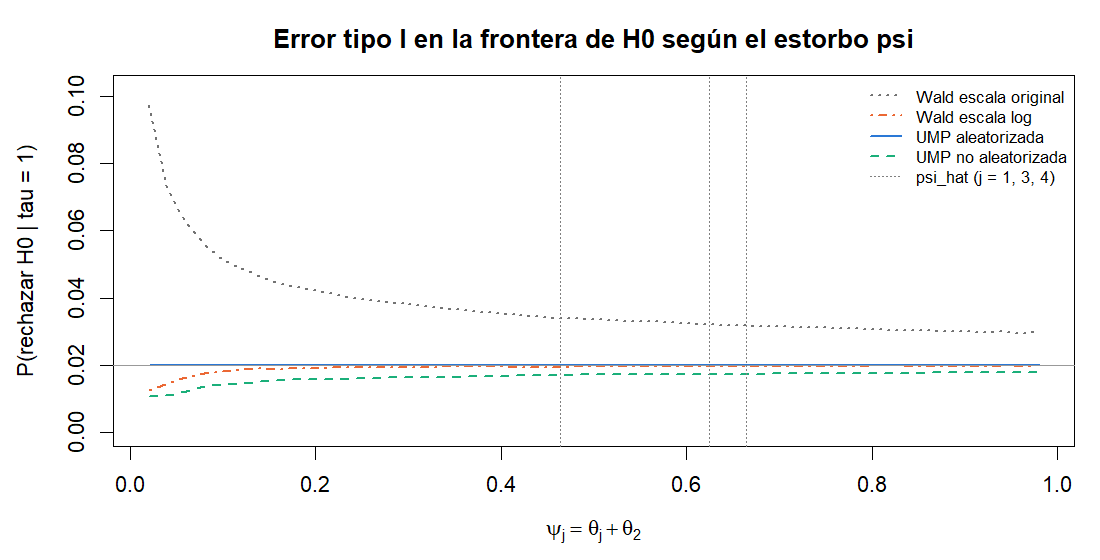 Error tipo I en la frontera de H0 según el estorbo psi
P(rechazar H0 | tau = 1)
0.10
0.08
0.06
0.04
0.02
0.00
Wald escala original
Wald escala log
UMP aleatorizada
UMP no aleatorizada
psi_hat (j = 1, 3, 4)
0.0 0.2 0.4 0.6 0.8 1.0
ψj = θj + θ2